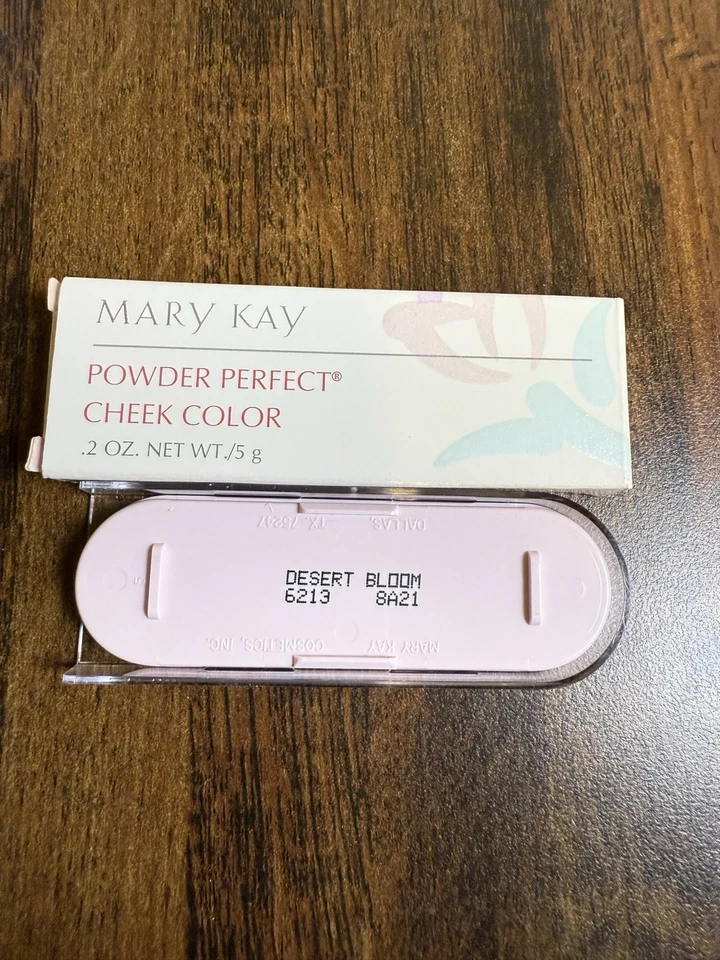 MARY KAY
POWDER PERFECT®
CHEEK COLOR
.2 OZ. NET WT./5 g
DALLAS, TX. 75247
DESERT BLOOM
6213 8A21
MARY KAY COSMETICS, INC.